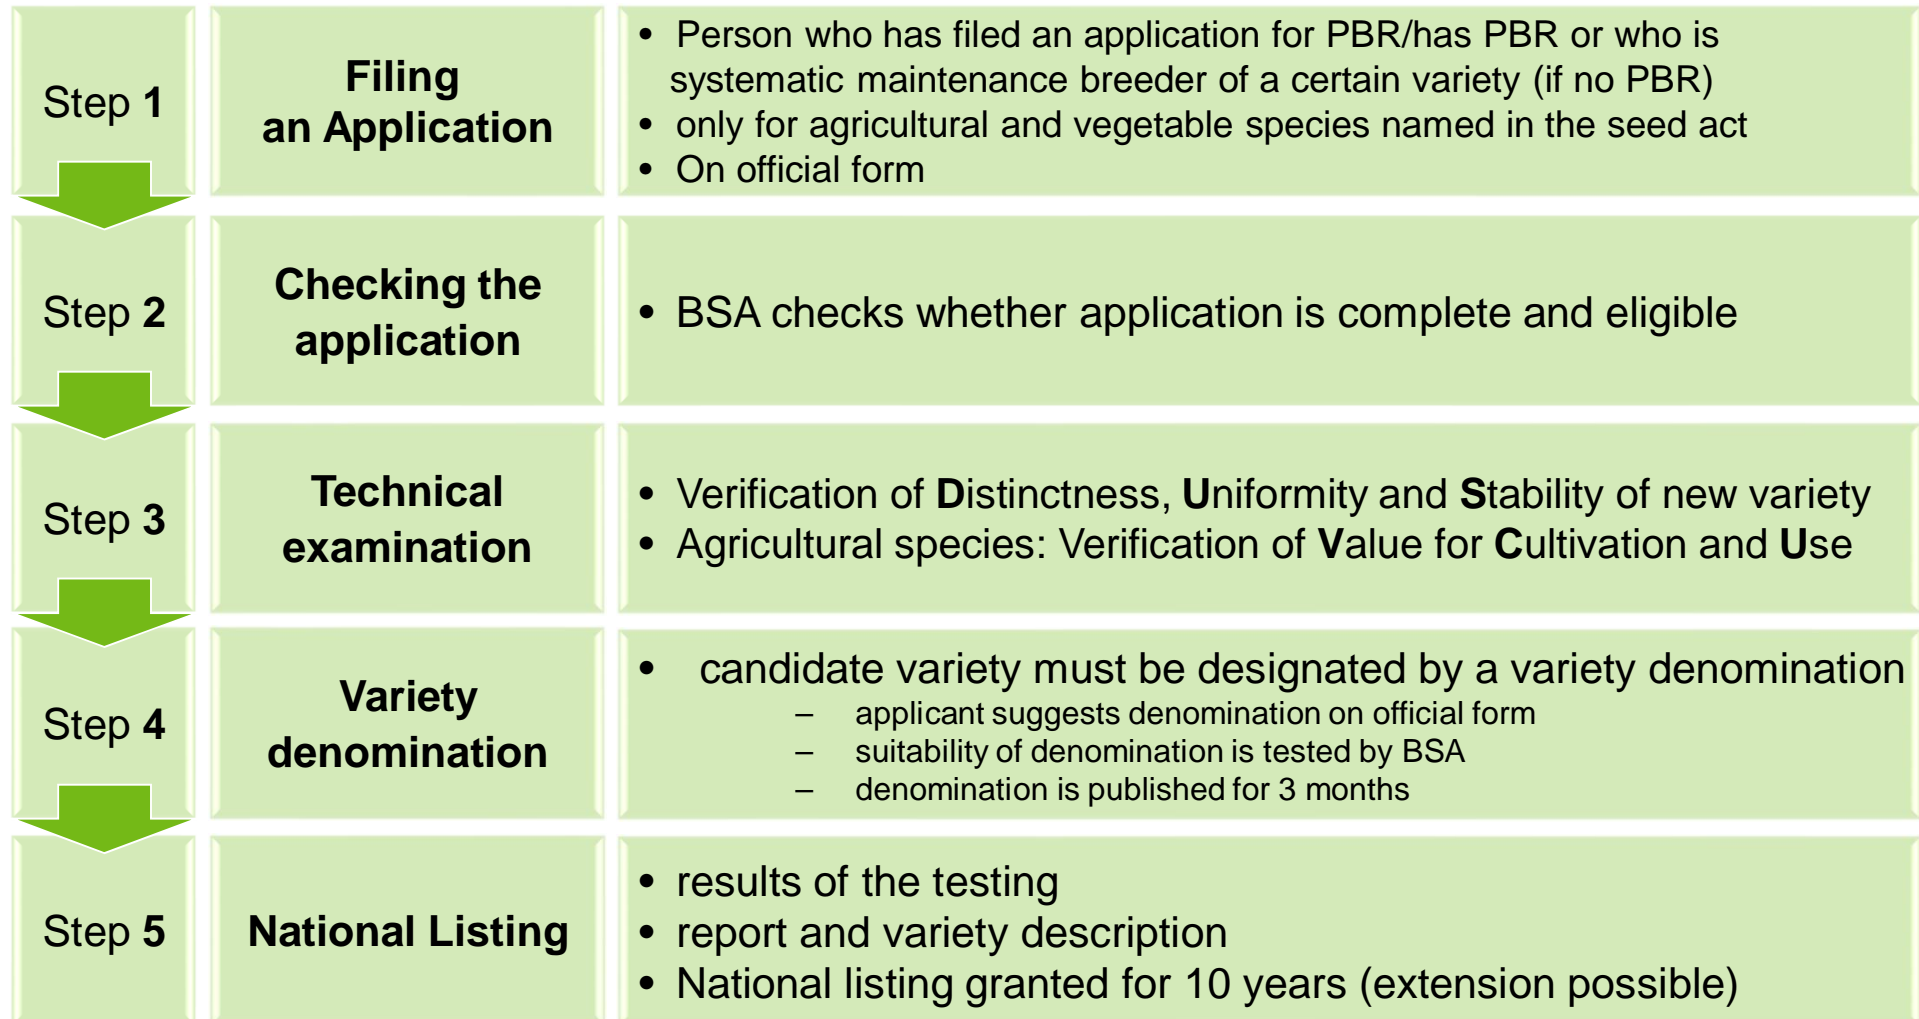 Step 1
Filing
an Application
• Person who has filed an application for PBR/has PBR or who is
systematic maintenance breeder of a certain variety (if no PBR)
• only for agricultural and vegetable species named in the seed act
• On official form
Step 2
Checking the
application
• BSA checks whether application is complete and eligible
Step 3
Technical
examination
• Verification of Distinctness, Uniformity and Stability of new variety
• Agricultural species: Verification of Value for Cultivation and Use
Step 4
Variety
denomination
• candidate variety must be designated by a variety denomination
– applicant suggests denomination on official form
– suitability of denomination is tested by BSA
– denomination is published for 3 months
Step 5
National Listing
• results of the testing
• report and variety description
• National listing granted for 10 years (extension possible)